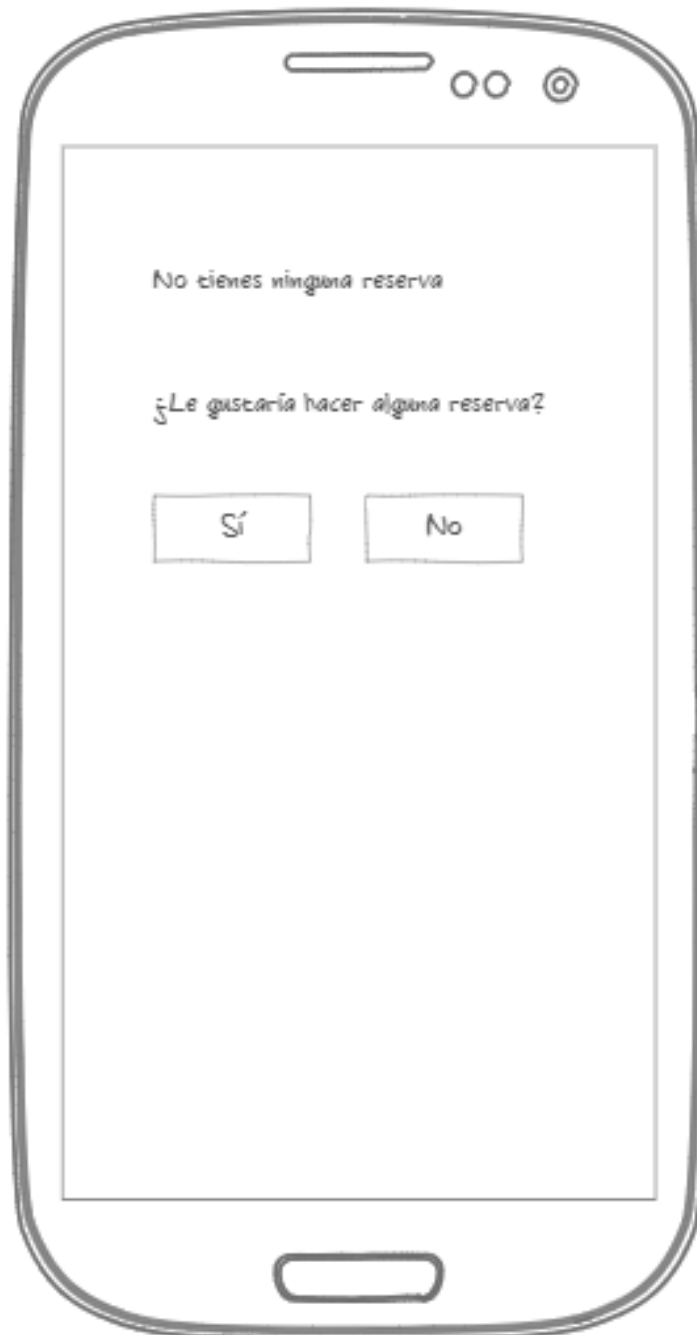 No tienes ninguna reserva
¿Le gustaría hacer alguna reserva?
Sí No